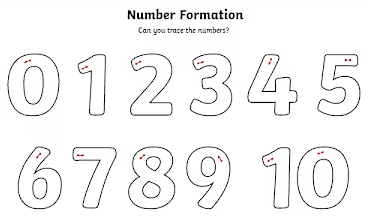 Number Formation
Can you trace the numbers?
0 1 2 3 4 5
6 7 8 9 10